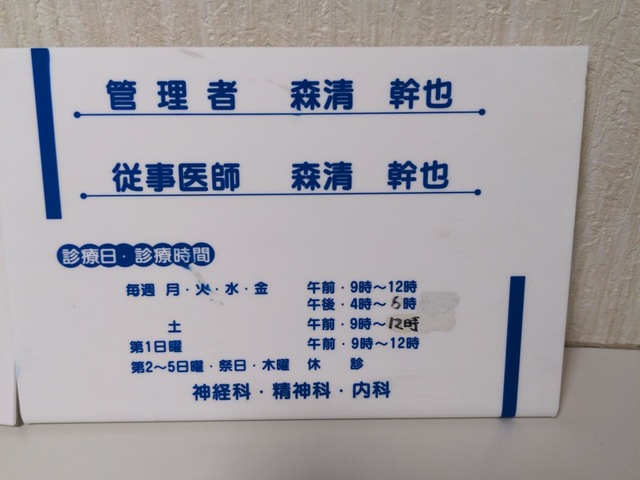 管理者 森清 幹也
従事医師 森清 幹也
診療日・診療時間
毎週 月・火・水・金 午前・9時～12時
午後・4時～6時
土 午前・9時～12時
第1日曜 午前・9時～12時
第2～5日曜・祭日・木曜 休 診
神経科・精神科・内科